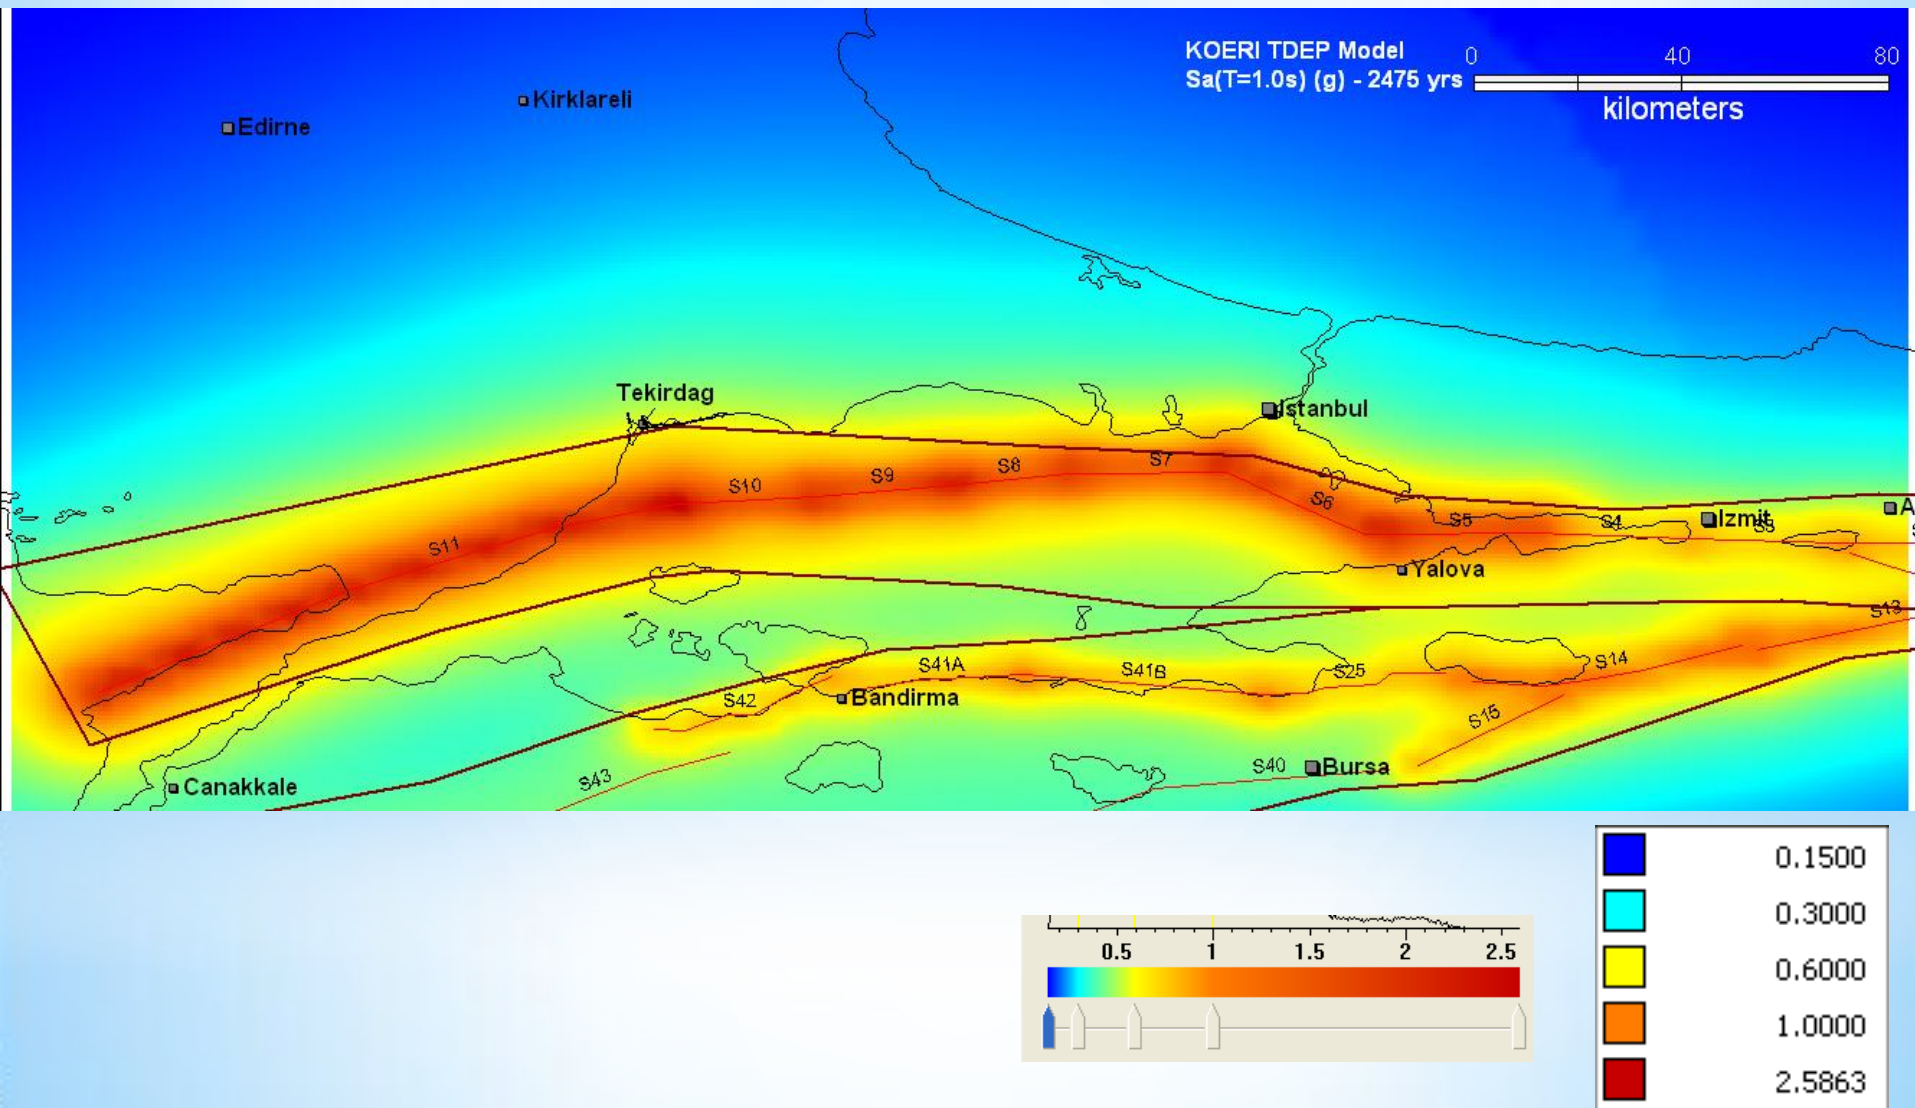 KOERI TDEP Model
Sa(T=1.0s) (g) - 2475 yrs
0 40 80
kilometers
Kirklareli
Edirne
Tekirdag
Istanbul
S7
S8
S9
S10
S6
S11
S5
S4
Izmit
S3
A
Yalova
S13
S41A
S41B
S25
S14
S42
Bandirma
S15
S43
S40
Bursa
Canakkale
0.5 1 1.5 2 2.5
0.1500
0.3000
0.6000
1.0000
2.5863